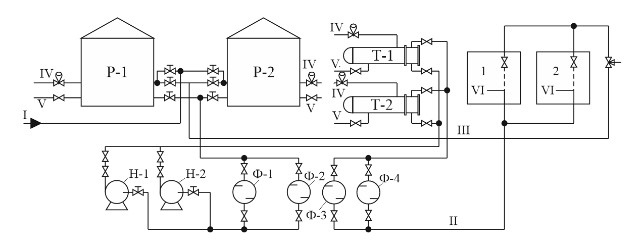 IV
P-1
P-2
IV
T-1
IV
V
I
IV
V
V.
IV
T-2
V
1
VI
2
VI
III
Н-1
Н-2
Ф-1
Ф-2
Ф-3
Ф-4
II